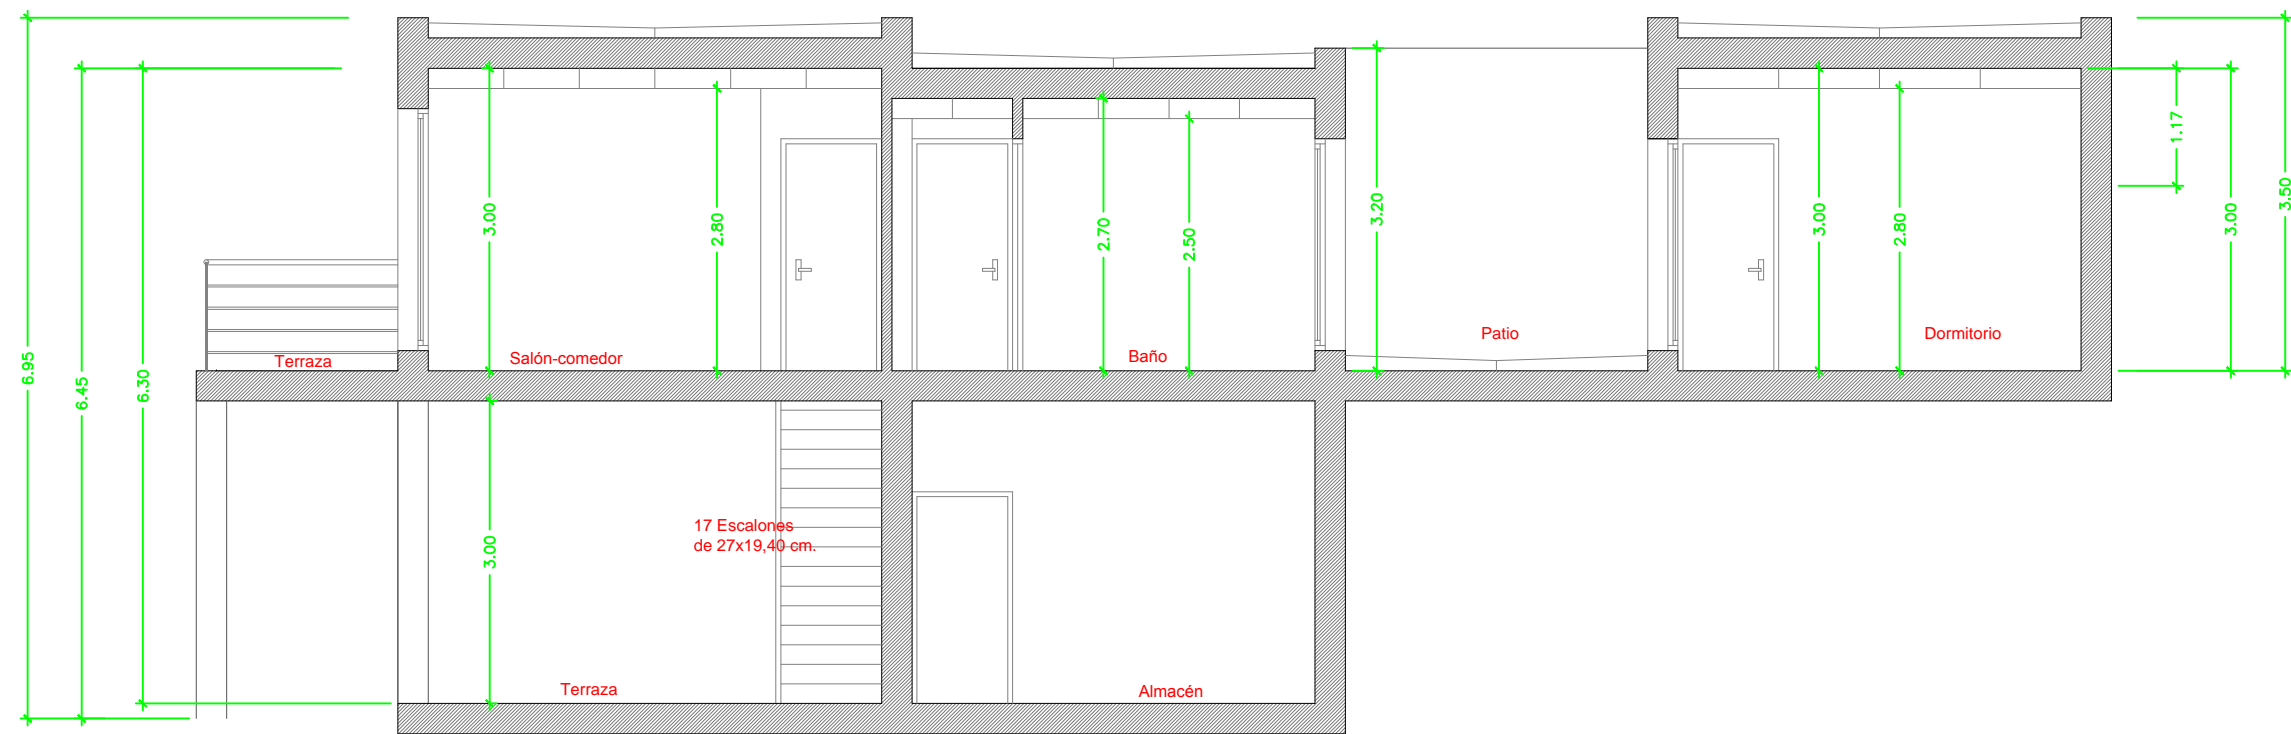 6.95
6.45
6.30
3.00
2.80
2.70
2.50
3.20
3.00
2.80
1.17
3.00
3.50
Terraza
Salón-comedor
Baño
Patio
Dormitorio
3.00
17 Escalones
de 27x19,40 cm.
Terraza
Almacén